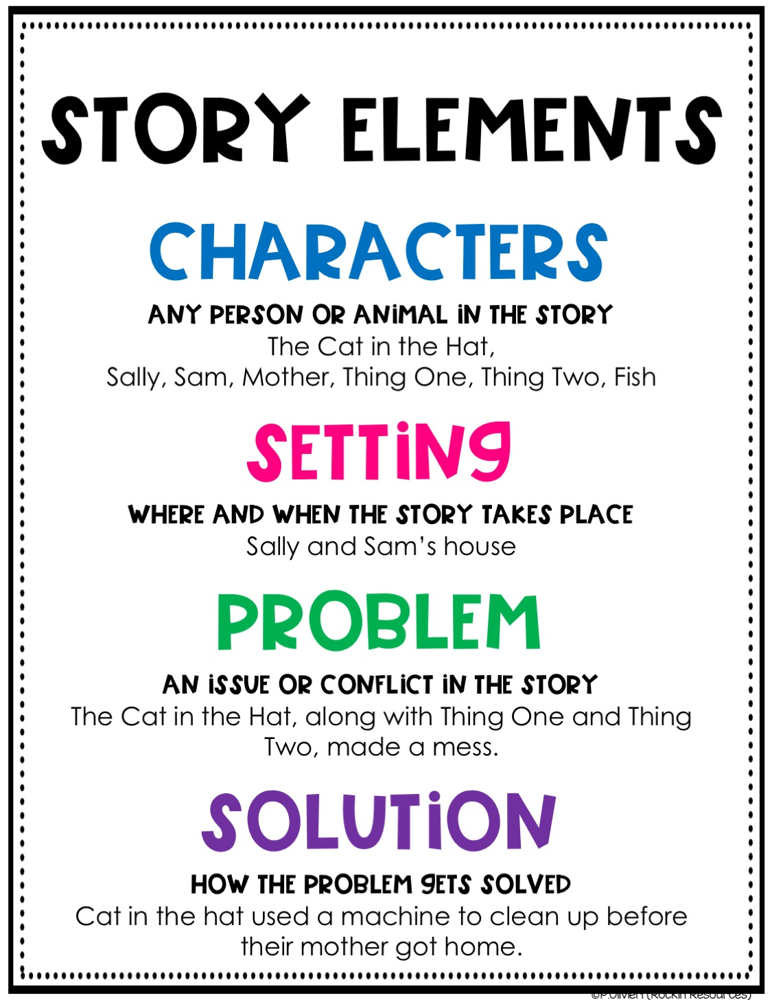 STORY ELEMENTS
CHARACTERS
ANY PERSON OR ANiMAL iN THE STORY
The Cat in the Hat,
Sally, Sam, Mother, Thing One, Thing Two, Fish
SETTiNg
WHERE AND WHEN THE STORY TAKES PLACE
Sally and Sam’s house
PROBLEM
AN iSSUE OR CONFLiCT iN THE STORY
The Cat in the Hat, along with Thing One and Thing
Two, made a mess.
SOLUTiON
HOW THE PROBLEM gETS SOLVED
Cat in the hat used a machine to clean up before
their mother got home.
©P.Olivieri (Rockin Resources)